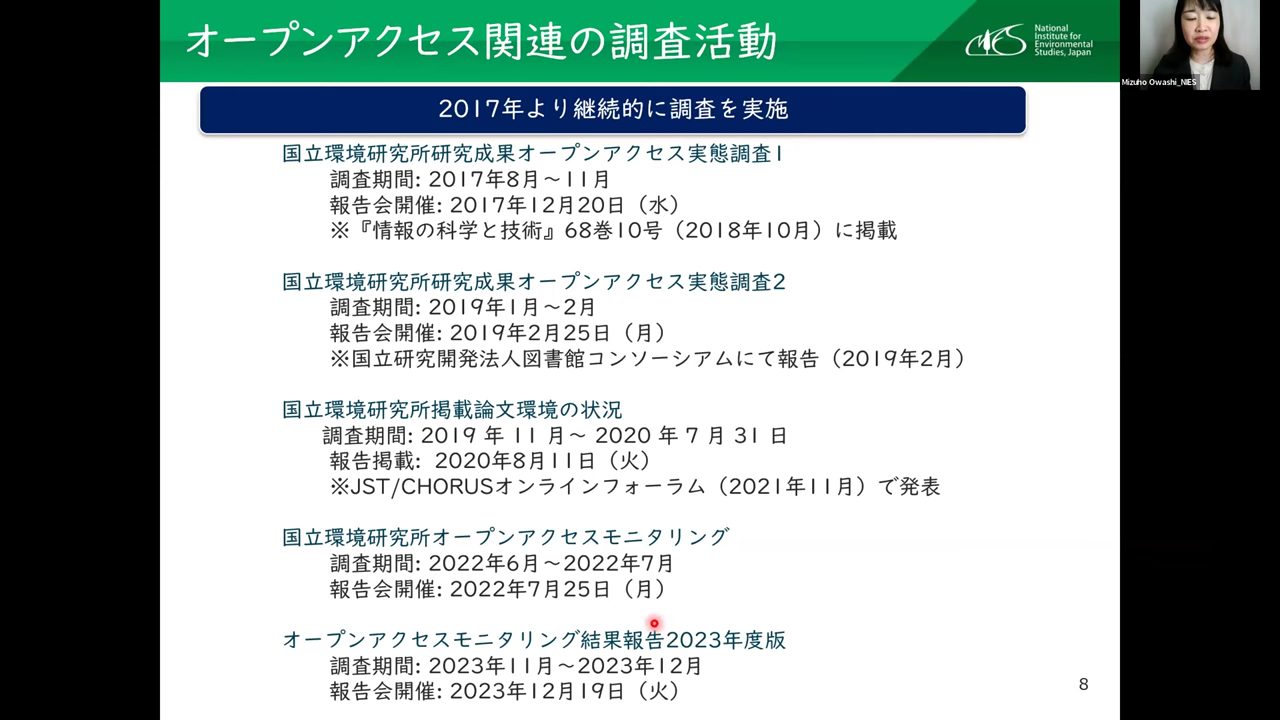 オープンアクセス関連の調査活動
NIES
National
Institute for
Environmental
Studies, Japan
Mizuho Owashi_NIES
2017年より継続的に調査を実施
国立環境研究所研究成果オープンアクセス実態調査1
調査期間: 2017年8月～11月
報告会開催: 2017年12月20日（水）
※『情報の科学と技術』68巻10号（2018年10月）に掲載
国立環境研究所研究成果オープンアクセス実態調査2
調査期間: 2019年1月～2月
報告会開催: 2019年2月25日（月）
※国立研究開発法人図書館コンソーシアムにて報告（2019年2月）
国立環境研究所掲載論文環境の状況
調査期間: 2019 年 11 月～ 2020 年 7 月 31 日
報告掲載: 2020年8月11日（火）
※JST/CHORUSオンラインフォーラム（2021年11月）で発表
国立環境研究所オープンアクセスモニタリング
調査期間: 2022年6月～2022年7月
報告会開催: 2022年7月25日（月）
オープンアクセスモニタリング結果報告2023年度版
調査期間: 2023年11月～2023年12月
報告会開催: 2023年12月19日（火）
8